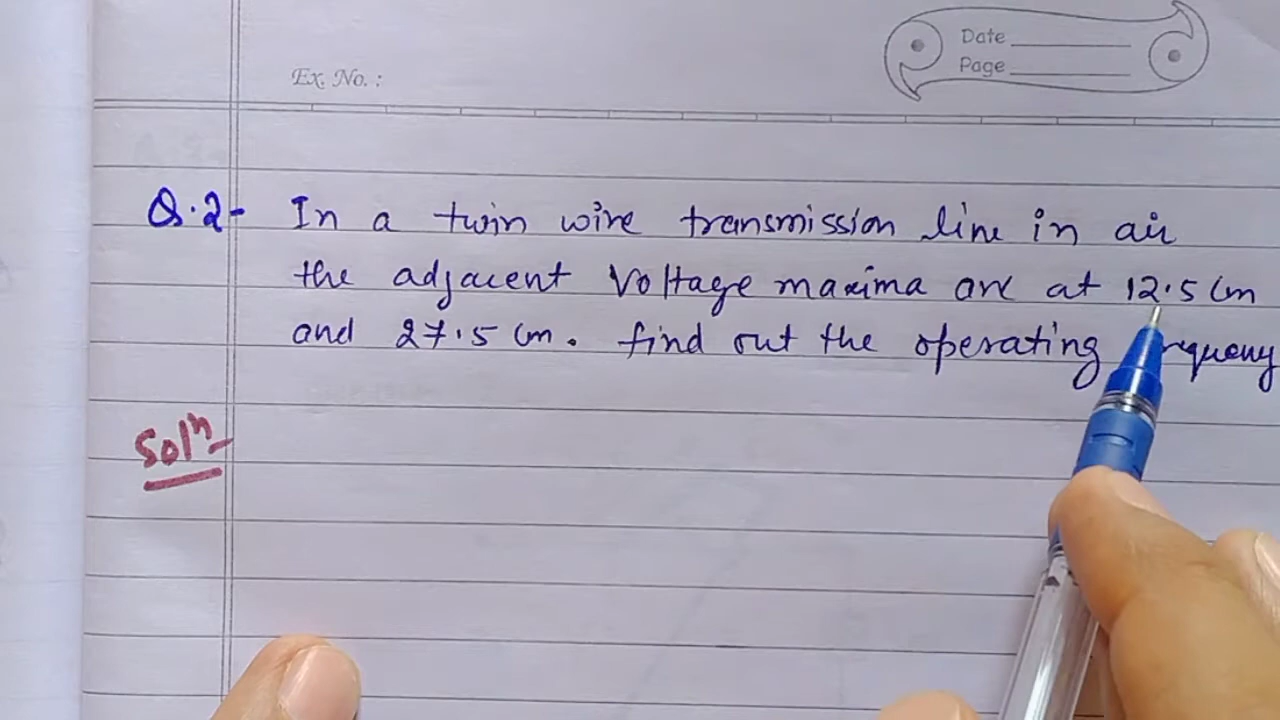 Date
Page
Ex. No. :
Q.2- In a twin wire transmission line in air
the adjacent Voltage maxima are at 12.5 cm
and 27.5 cm. find out the operating
Solⁿ